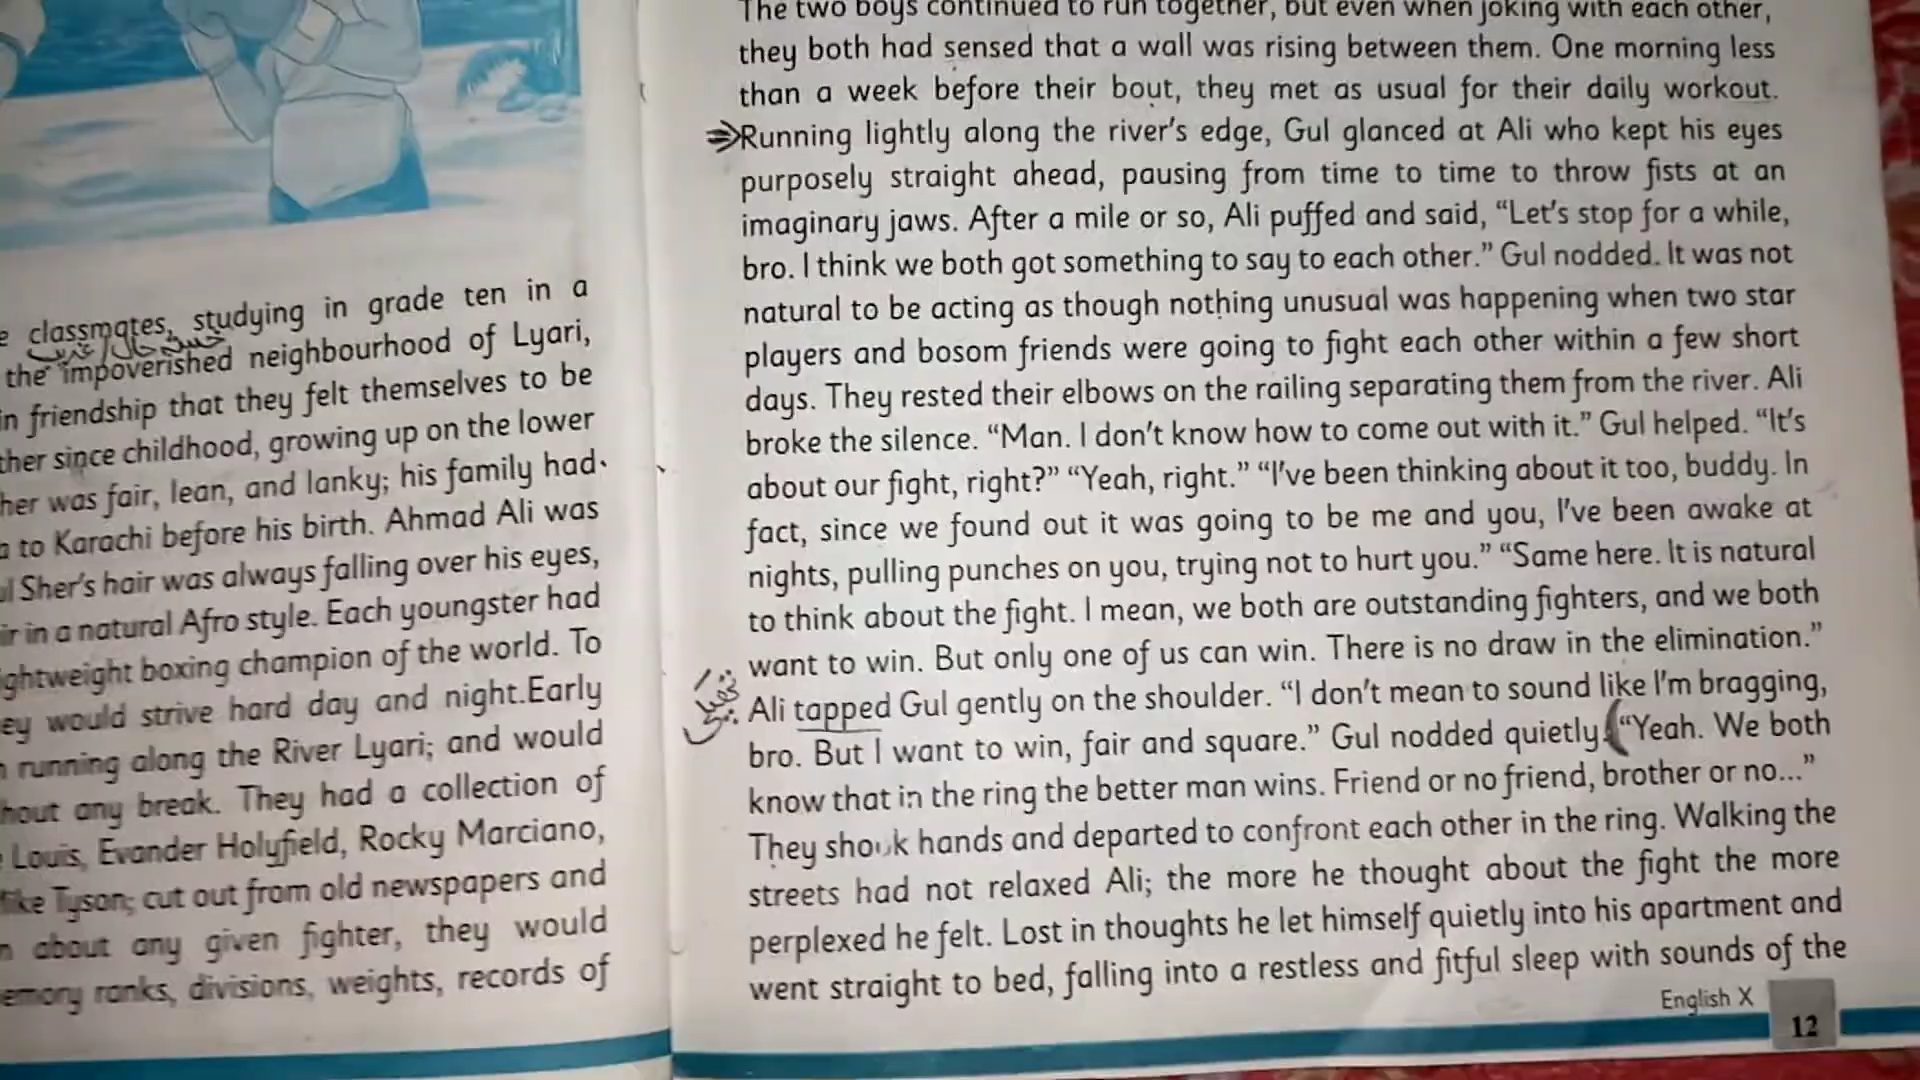 classmates, studying in grade ten in a
the impoverished neighbourhood of Lyari,
in friendship that they felt themselves to be
ther since childhood, growing up on the lower
her was fair, lean, and lanky; his family had
to Karachi before his birth. Ahmad Ali was
Sher's hair was always falling over his eyes,
ir in a natural Afro style. Each youngster had
ghtweight boxing champion of the world. To
ey would strive hard day and night.Early
running along the River Lyari; and would
hout any break. They had a collection of
Louis, Evander Holyfield, Rocky Marciano,
ike Tyson; cut out from old newspapers and
about any given fighter, they would
emory ranks, divisions, weights, records of
The two boys continued to run together, but even when joking with each other,
they both had sensed that a wall was rising between them. One morning less
than a week before their bout, they met as usual for their daily workout.
Running lightly along the river's edge, Gul glanced at Ali who kept his eyes
purposely straight ahead, pausing from time to time to throw fists at an
imaginary jaws. After a mile or so, Ali puffed and said, “Let's stop for a while,
bro. I think we both got something to say to each other.” Gul nodded. It was not
natural to be acting as though nothing unusual was happening when two star
players and bosom friends were going to fight each other within a few short
days. They rested their elbows on the railing separating them from the river. Ali
broke the silence. “Man. I don't know how to come out with it.” Gul helped. “It's
about our fight, right?” “Yeah, right.” “I've been thinking about it too, buddy. In
fact, since we found out it was going to be me and you, I've been awake at
nights, pulling punches on you, trying not to hurt you.” “Same here. It is natural
to think about the fight. I mean, we both are outstanding fighters, and we both
want to win. But only one of us can win. There is no draw in the elimination.”
Ali tapped Gul gently on the shoulder. “I don't mean to sound like I'm bragging,
bro. But I want to win, fair and square.” Gul nodded quietly. “Yeah. We both
know that in the ring the better man wins. Friend or no friend, brother or no...”
They shook hands and departed to confront each other in the ring. Walking the
streets had not relaxed Ali; the more he thought about the fight the more
perplexed he felt. Lost in thoughts he let himself quietly into his apartment and
went straight to bed, falling into a restless and fitful sleep with sounds of the
English X
12